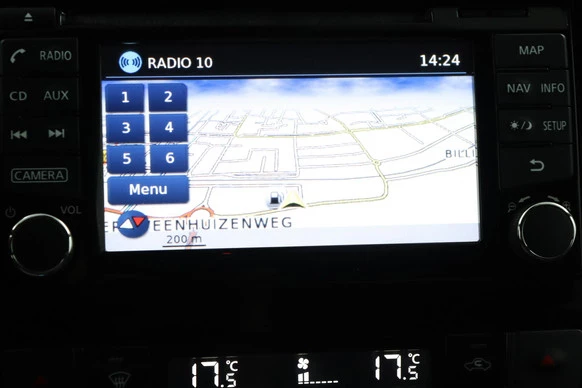 RADIO
CD AUX
CAMERA
VOL
RADIO 10
14:24
1 2
3 4
5 6
Menu
EENHUIZENWEG
200 m
BILL
MAP
NAV INFO
SETUP
17.5 °C
17.5 °C